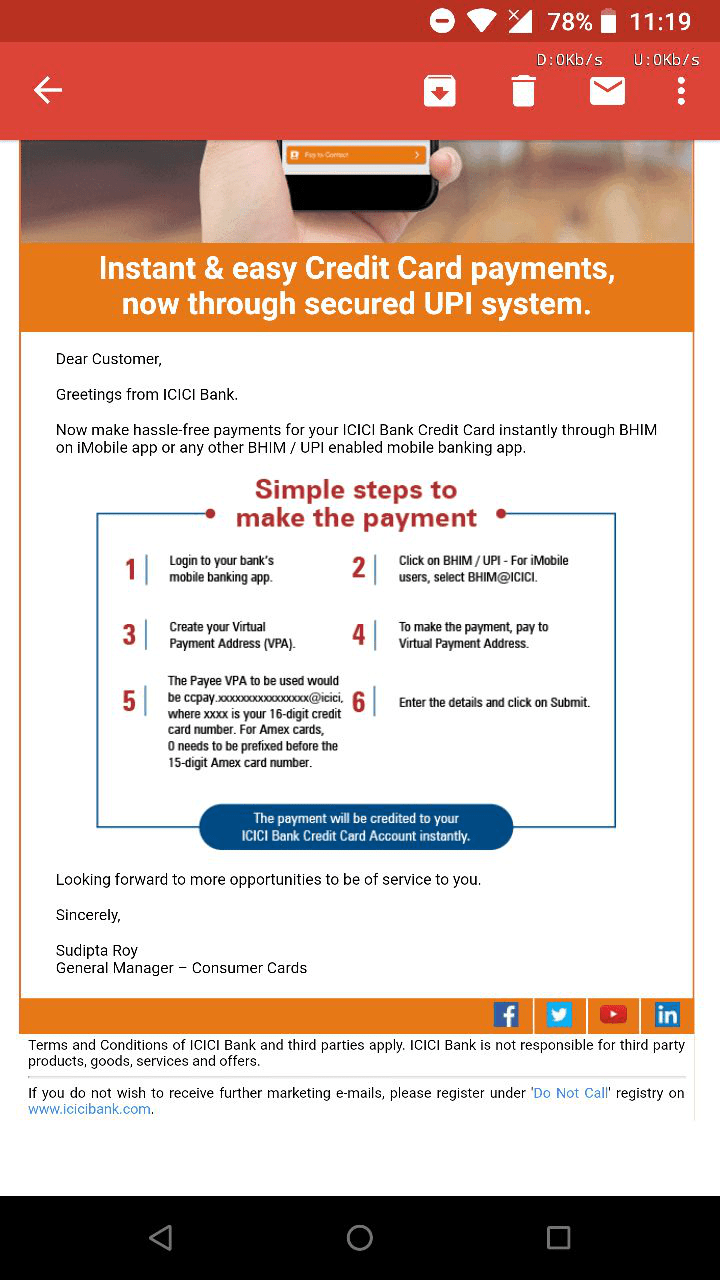 78% 11:19
D:0Kb/s U:0Kb/s
Pay to Contact
Instant & easy Credit Card payments,
now through secured UPI system.
Dear Customer,
Greetings from ICICI Bank.
Now make hassle-free payments for your ICICI Bank Credit Card instantly through BHIM
on iMobile app or any other BHIM / UPI enabled mobile banking app.
Simple steps to
make the payment
1 Login to your bank's
mobile banking app.
2 Click on BHIM / UPI - For iMobile
users, select BHIM@ICICI.
3 Create your Virtual
Payment Address (VPA).
4 To make the payment, pay to
Virtual Payment Address.
5 The Payee VPA to be used would
be ccpay.xxxxxxxxxxxxxxxx@icici,
where xxxx is your 16-digit credit
card number. For Amex cards,
0 needs to be prefixed before the
15-digit Amex card number.
6 Enter the details and click on Submit.
The payment will be credited to your
ICICI Bank Credit Card Account instantly.
Looking forward to more opportunities to be of service to you.
Sincerely,
Sudipta Roy
General Manager – Consumer Cards
Terms and Conditions of ICICI Bank and third parties apply. ICICI Bank is not responsible for third party
products, goods, services and offers.
If you do not wish to receive further marketing e-mails, please register under 'Do Not Call' registry on
www.icicibank.com.